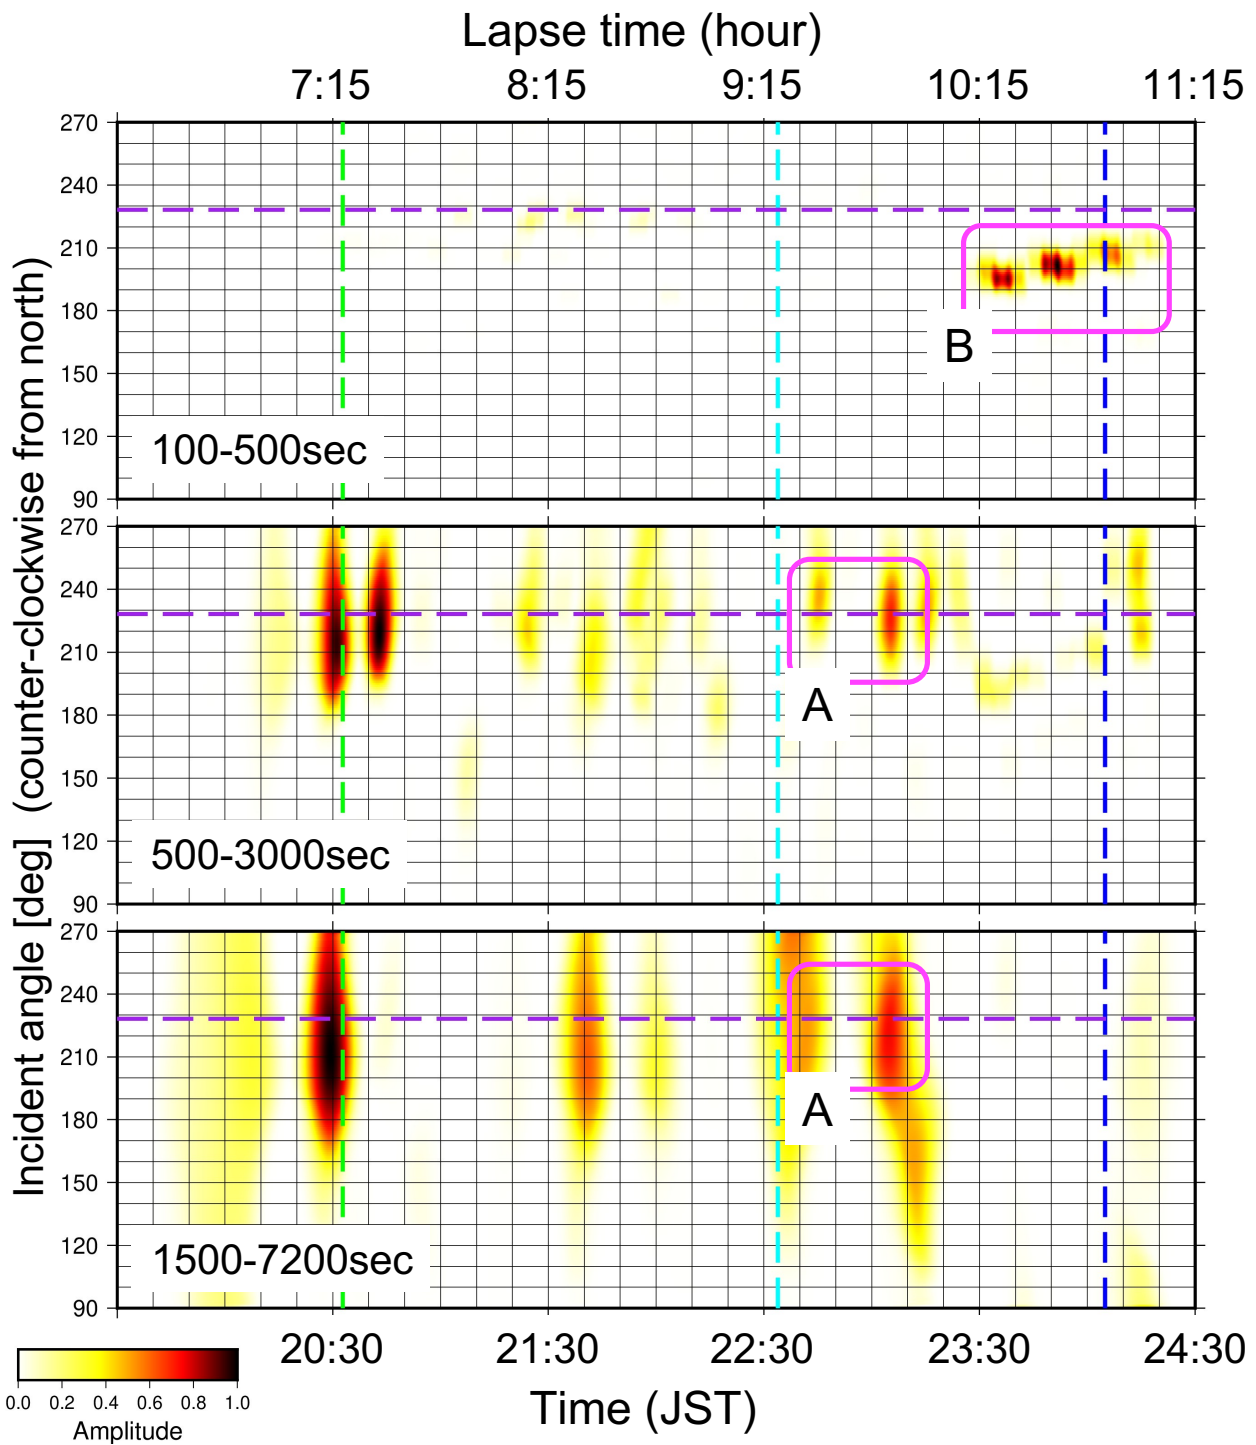 Lapse time (hour)
7:15 8:15 9:15 10:15 11:15
Incident angle [deg] (counter-clockwise from north)
270
240
210
180
150
120
90
B
100-500sec
270
240
210
180
150
120
90
A
500-3000sec
270
240
210
180
150
120
90
A
1500-7200sec
20:30 21:30 22:30 23:30 24:30
Time (JST)
0.0 0.2 0.4 0.6 0.8 1.0
Amplitude